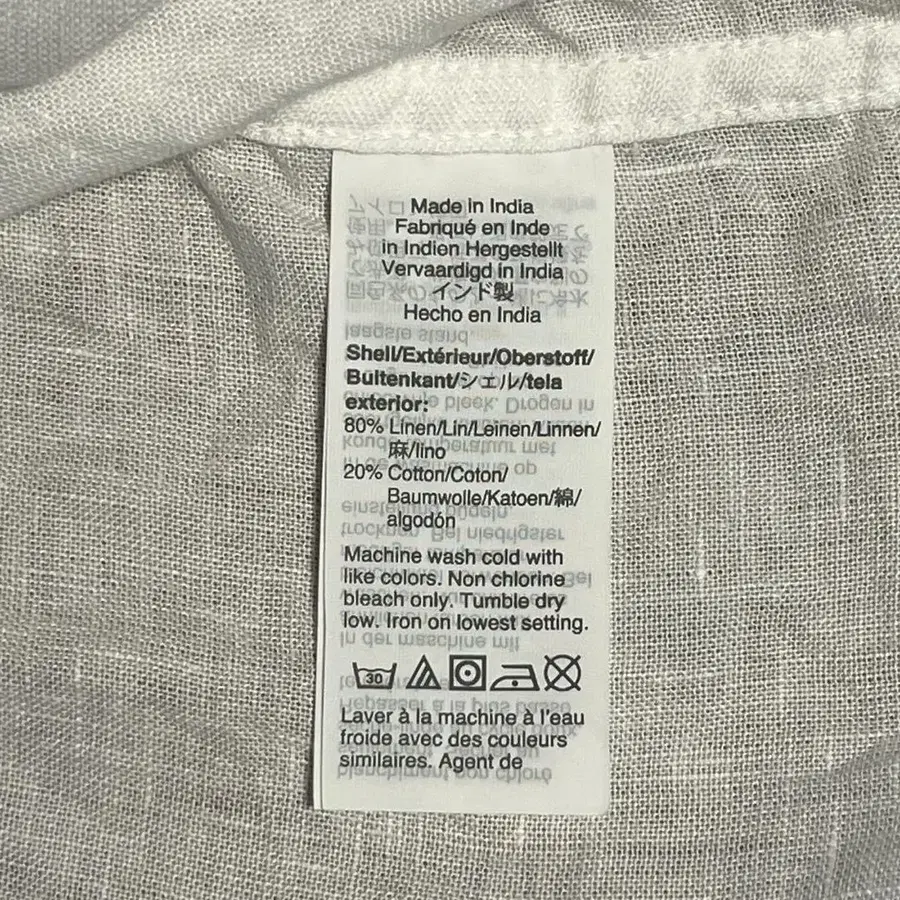 Made in India
Fabriqué en Inde
in Indien Hergestellt
Vervaardigd in India
インド製
Hecho en India
Shell/Extérieur/Oberstoff/
Buitenkant/シェル/tela
exterior:
80% Linen/Lin/Leinen/Linnen/
麻/lino
20% Cotton/Coton/
Baumwolle/Katoen/綿/
algodón
Machine wash cold with
like colors. Non chlorine
bleach only. Tumble dry
low. Iron on lowest setting.
30
Laver à la machine à l'eau
froide avec des couleurs
similaires. Agent de